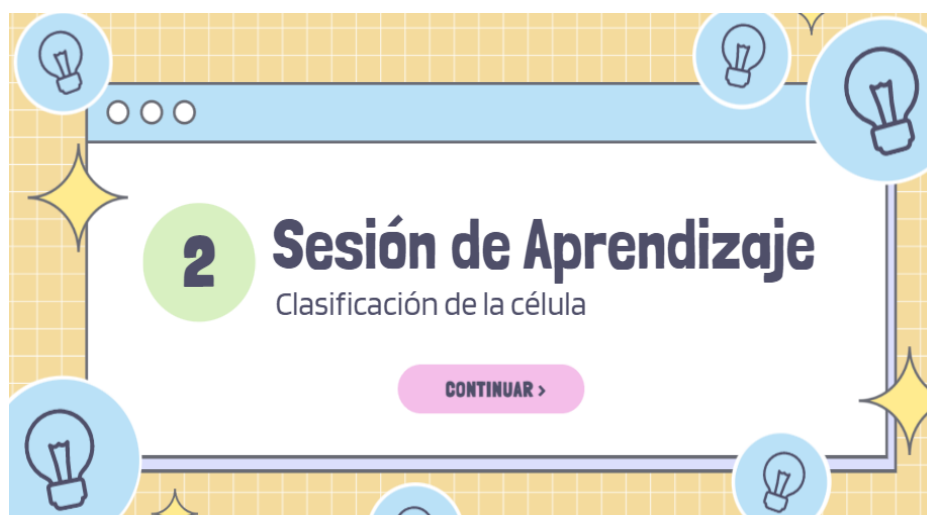 2
Sesión de Aprendizaje
Clasificación de la célula
CONTINUAR >